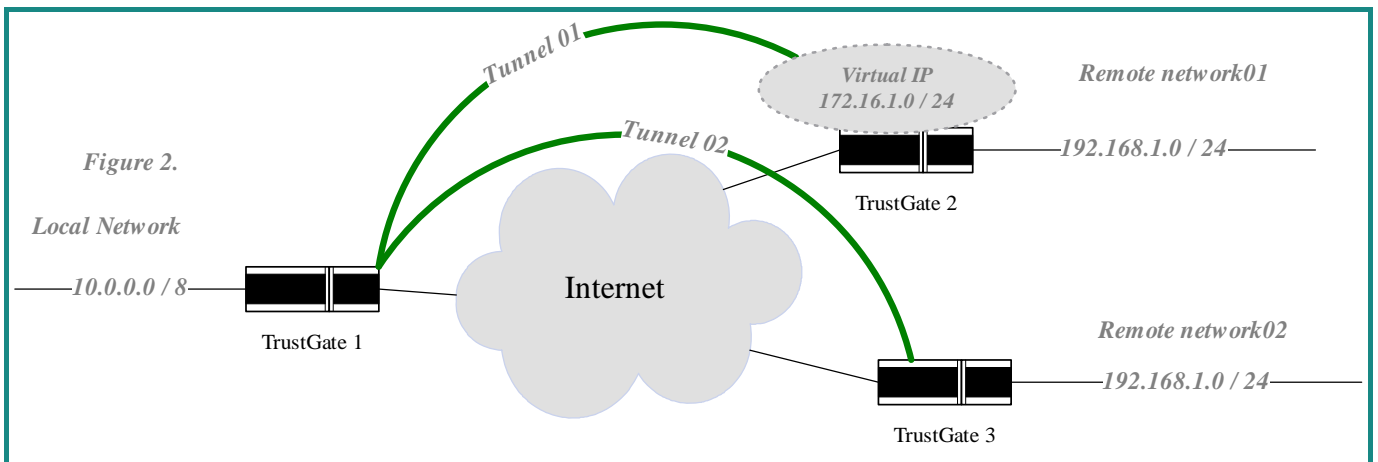 Tunnel 01
Virtual IP
172.16.1.0 / 24
Remote network01
Tunnel 02
192.168.1.0 / 24
Figure 2.
TrustGate 2
Local Network
10.0.0.0 / 8
Internet
TrustGate 1
Remote network02
192.168.1.0 / 24
TrustGate 3